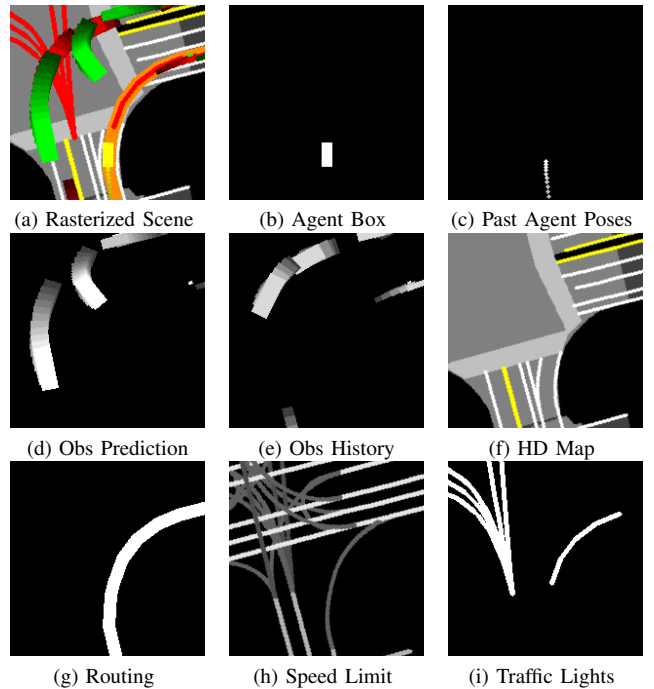 (a) Rasterized Scene
(b) Agent Box
(c) Past Agent Poses
(d) Obs Prediction
(e) Obs History
(f) HD Map
(g) Routing
(h) Speed Limit
(i) Traffic Lights